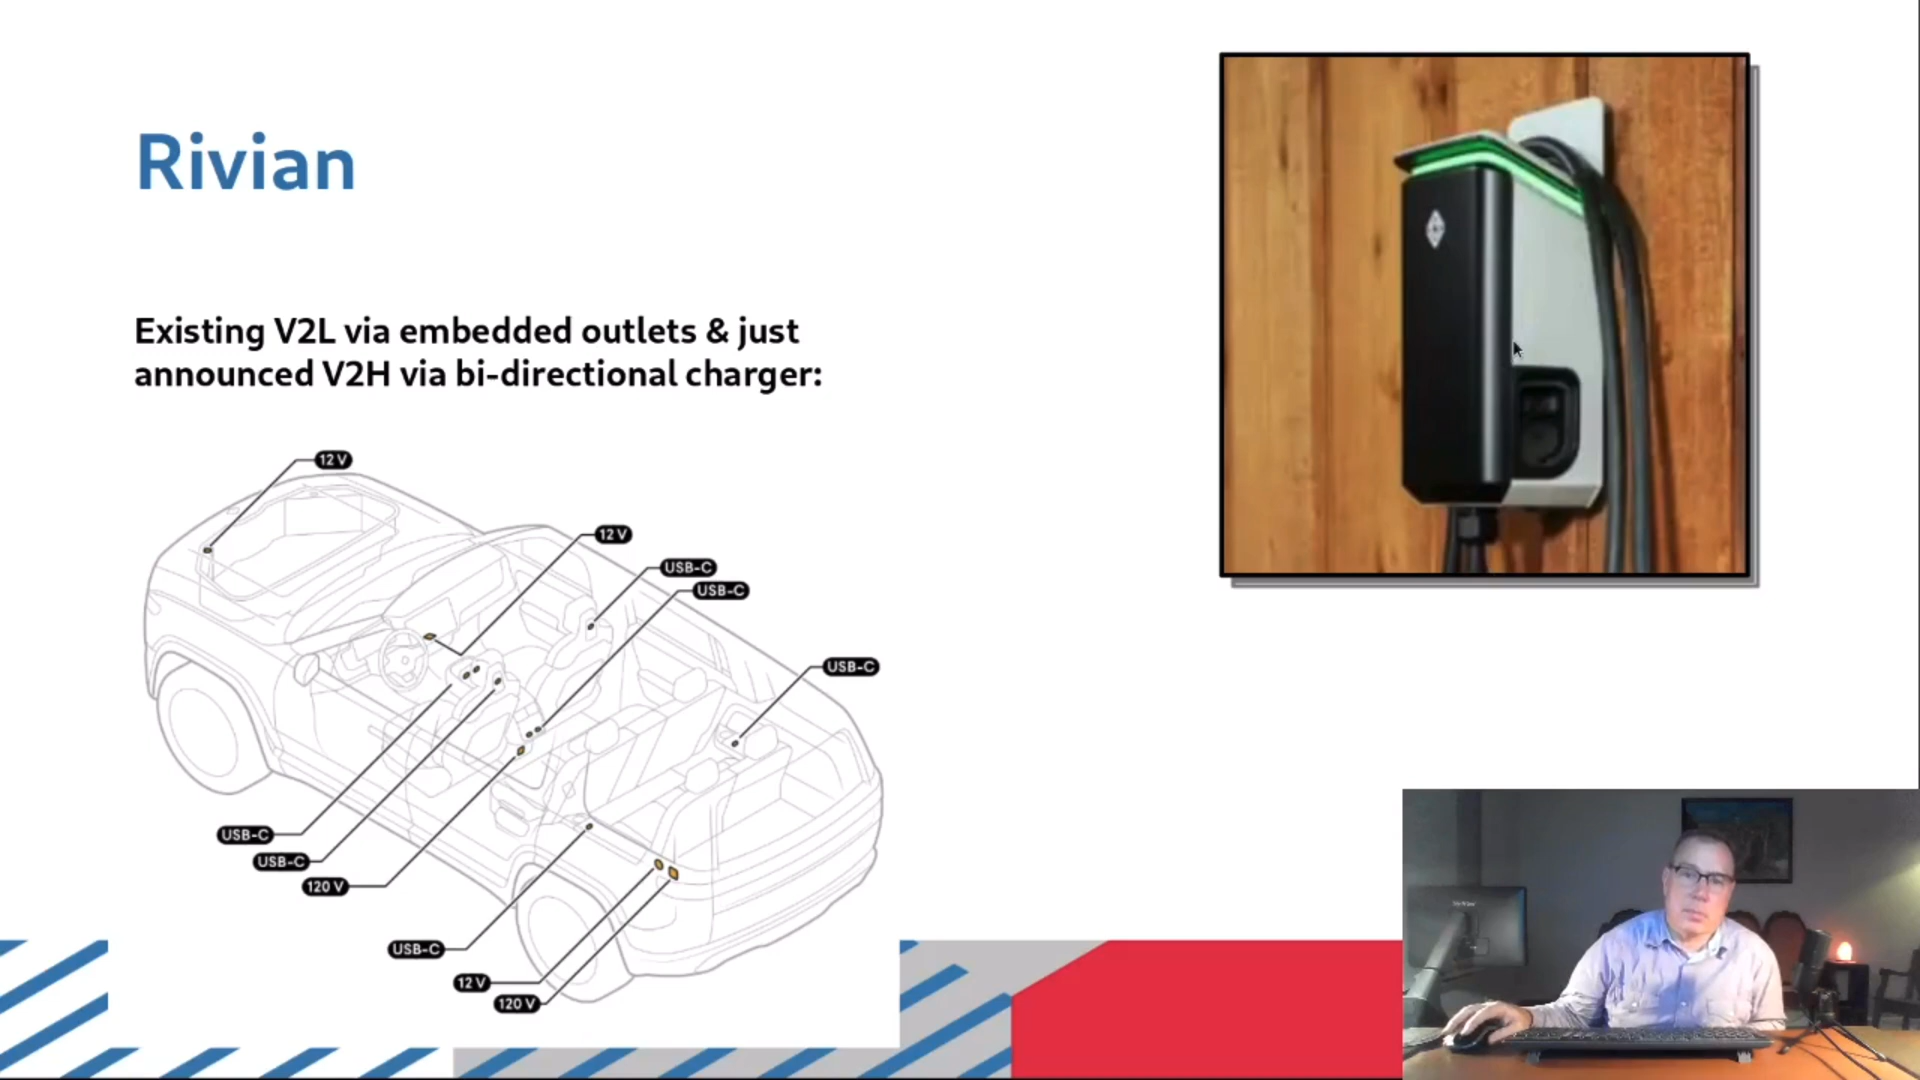 Rivian
Existing V2L via embedded outlets & just
announced V2H via bi-directional charger:
12 V
12 V
USB-C
USB-C
USB-C
USB-C
USB-C
120 V
USB-C
12 V
120 V